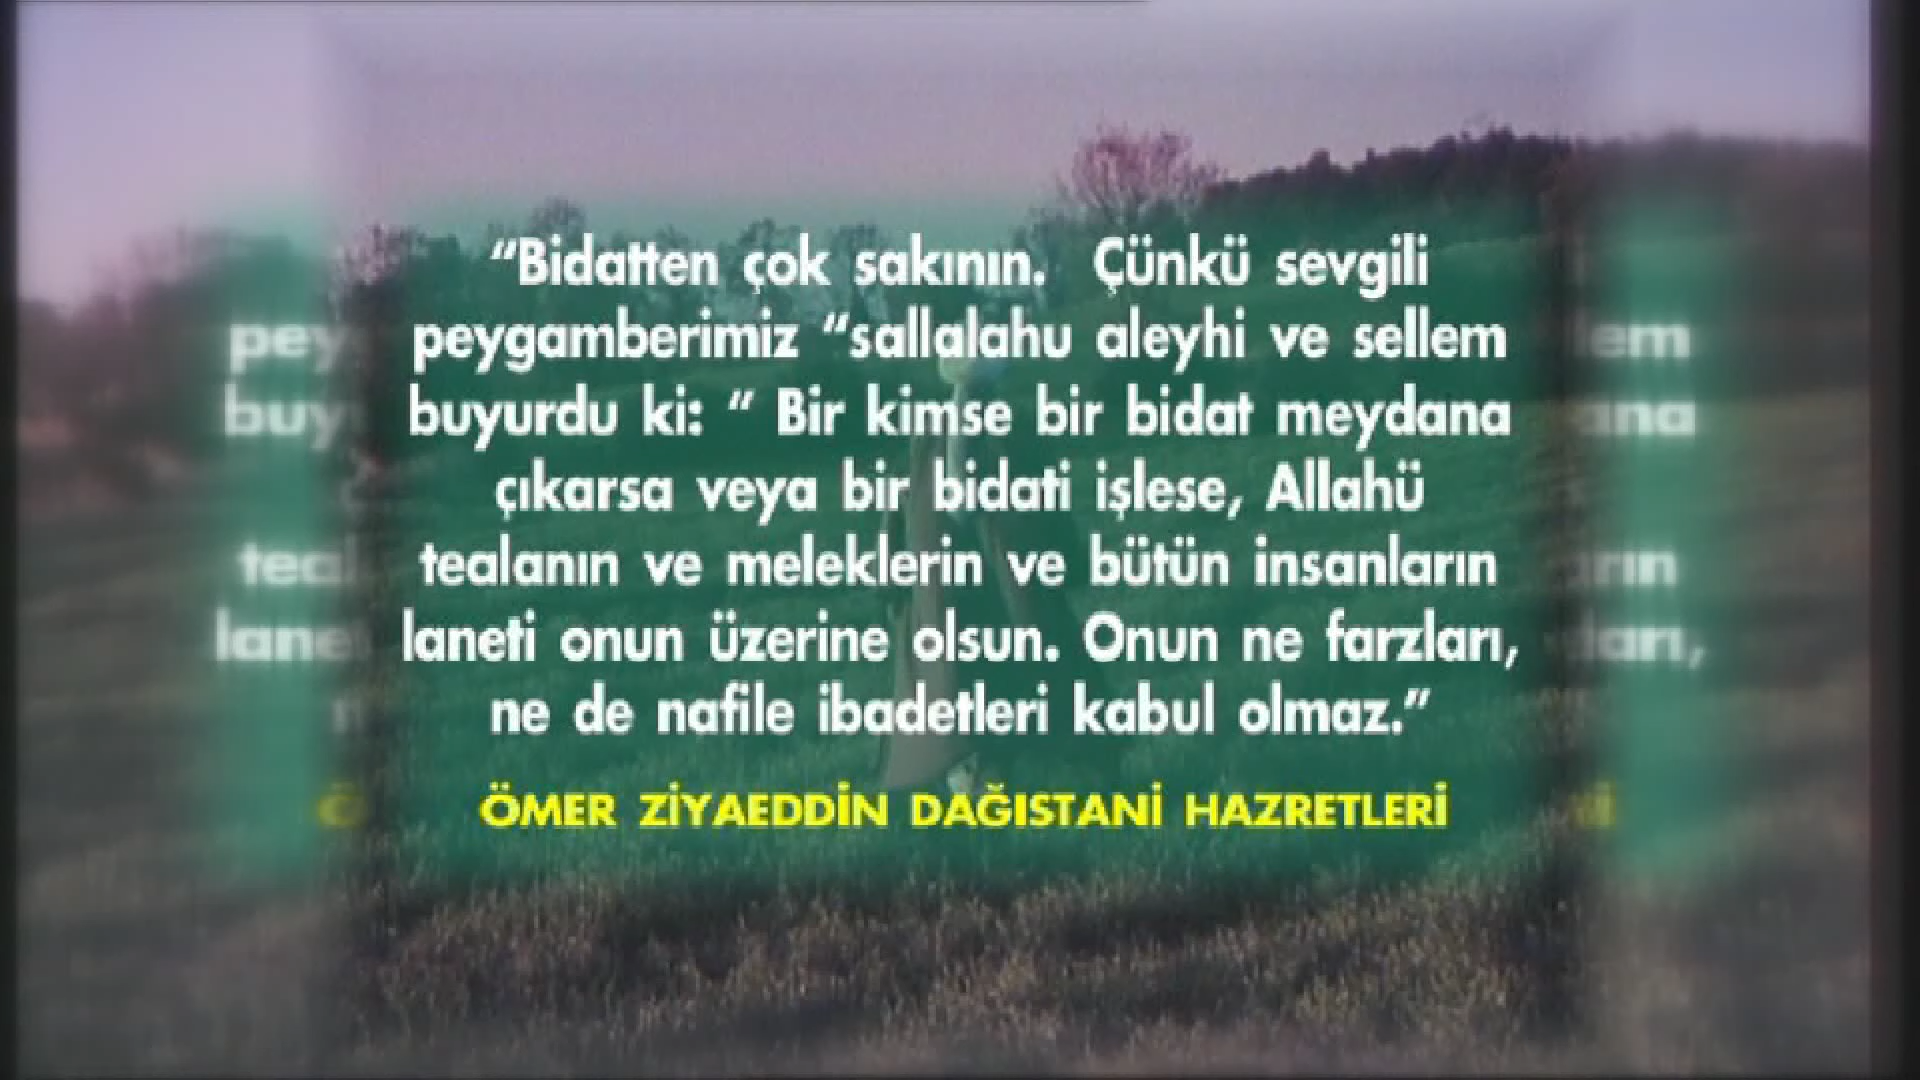 “Bidatten çok sakının. Çünkü sevgili
peygamberimiz “sallalahu aleyhi ve sellem
buyurdu ki: “ Bir kimse bir bidat meydana
çıkarsa veya bir bidati işlese, Allahü
tealanın ve meleklerin ve bütün insanların
laneti onun üzerine olsun. Onun ne farzları,
ne de nafile ibadetleri kabul olmaz.”
ÖMER ZİYAEDDİN DAĞISTANİ HAZRETLERİ